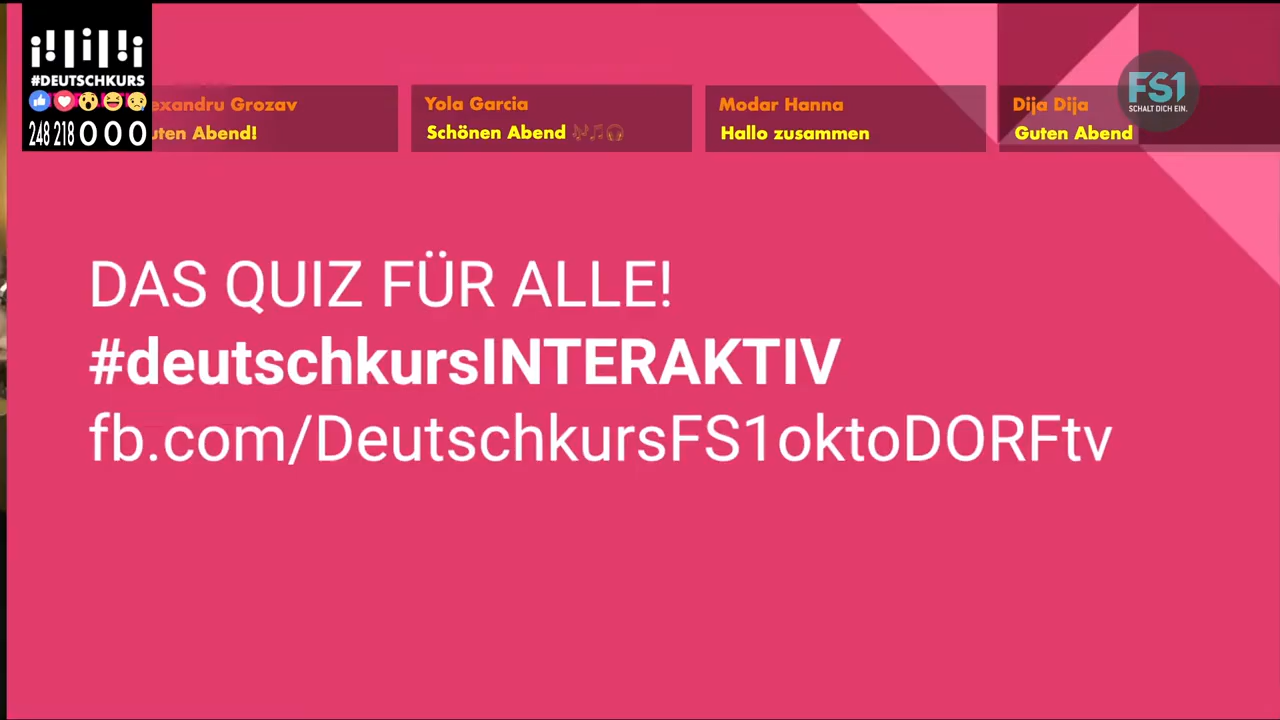 #DEUTSCHKURS
248 218 0 0 0
exandru Grozav
uten Abend!
Yola Garcia
Schönen Abend 🎶🎵🎧
Modar Hanna
Hallo zusammen
Dija Dija
Guten Abend
FS1
SCHALT DICH EIN.
DAS QUIZ FÜR ALLE!
#deutschkursINTERAKTIV
fb.com/DeutschkursFS1oktoDORFtv